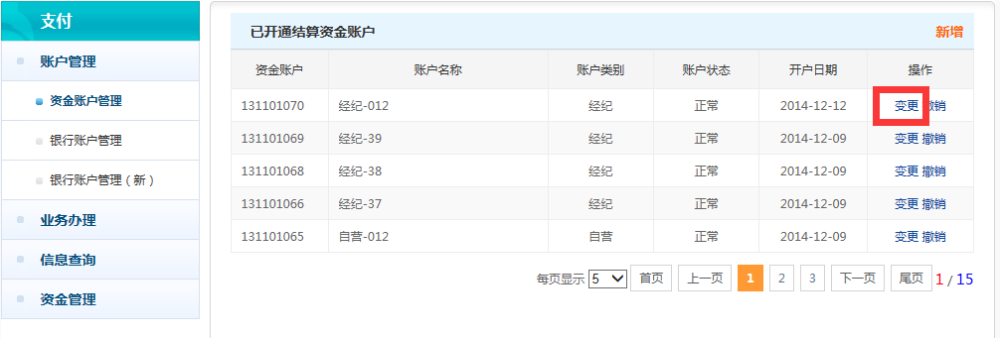 支付
账户管理
资金账户管理
银行账户管理
银行账户管理（新）
业务办理
信息查询
资金管理
已开通结算资金账户 新增
资金账户 账户名称 账户类别 账户状态 开户日期 操作
131101070 经纪-012 经纪 正常 2014-12-12 变更 撤销
131101069 经纪-39 经纪 正常 2014-12-09 变更 撤销
131101068 经纪-38 经纪 正常 2014-12-09 变更 撤销
131101066 经纪-37 经纪 正常 2014-12-09 变更 撤销
131101065 自营-012 自营 正常 2014-12-09 变更 撤销
每页显示 5 首页 上一页 1 2 3 下一页 尾页 1 / 15